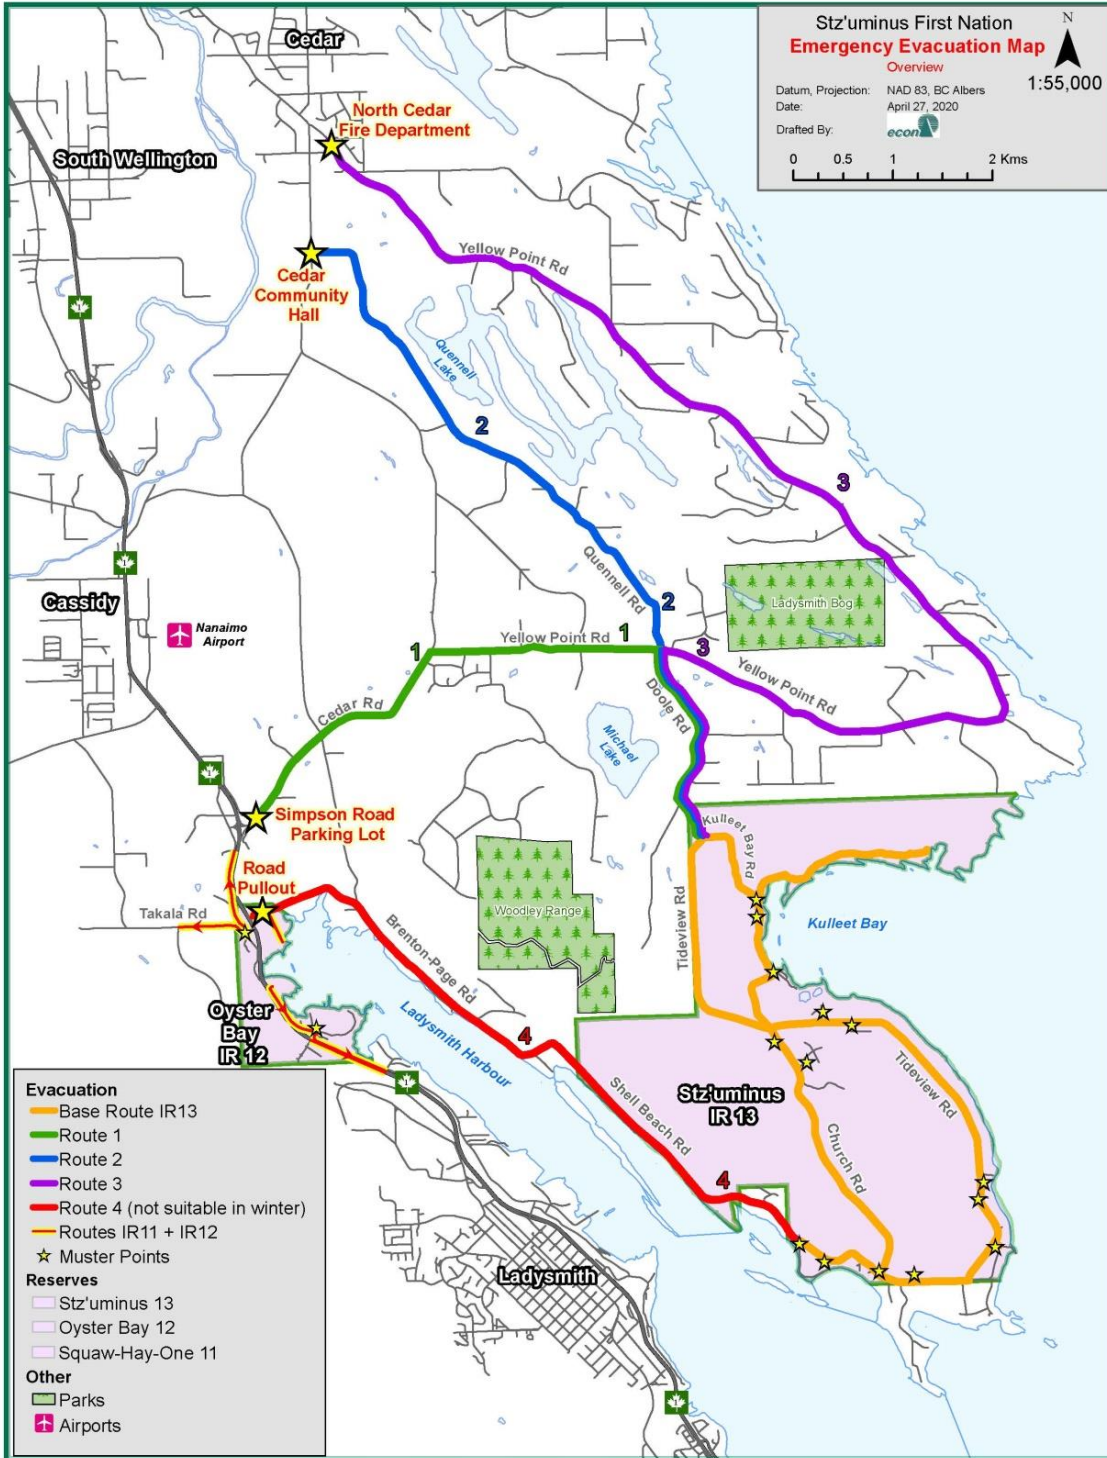 Stz'uminus First Nation
Emergency Evacuation Map
Overview
N
1:55,000
Datum, Projection: NAD 83, BC Albers
Date: April 27, 2020
Drafted By: econ
0 0.5 1 2 Kms
Cedar
North Cedar
Fire Department
South Wellington
Yellow Point Rd
Cedar
Community
Hall
1
Quennell
Lake
2
3
1
Quennell Rd
Ladysmith Bog
Cassidy
2
Nanaimo
Airport
Yellow Point Rd
1
1
3
Yellow Point Rd
Cedar Rd
Doole Rd
Michael
Lake
1
Simpson Road
Parking Lot
Kulleet Bay Rd
Road
Pullout
Takala Rd
Woodley Range
Tideview Rd
Kulleet Bay
Brenton-Page Rd
Oyster
Bay
IR 12
Ladysmith Harbour
4
1
Shell Beach Rd
Stz'uminus
IR 13
Tideview Rd
Church Rd
4
Ladysmith
1
Evacuation
Base Route IR13
Route 1
Route 2
Route 3
Route 4 (not suitable in winter)
Routes IR11 + IR12
Muster Points
Reserves
Stz'uminus 13
Oyster Bay 12
Squaw-Hay-One 11
Other
Parks
Airports